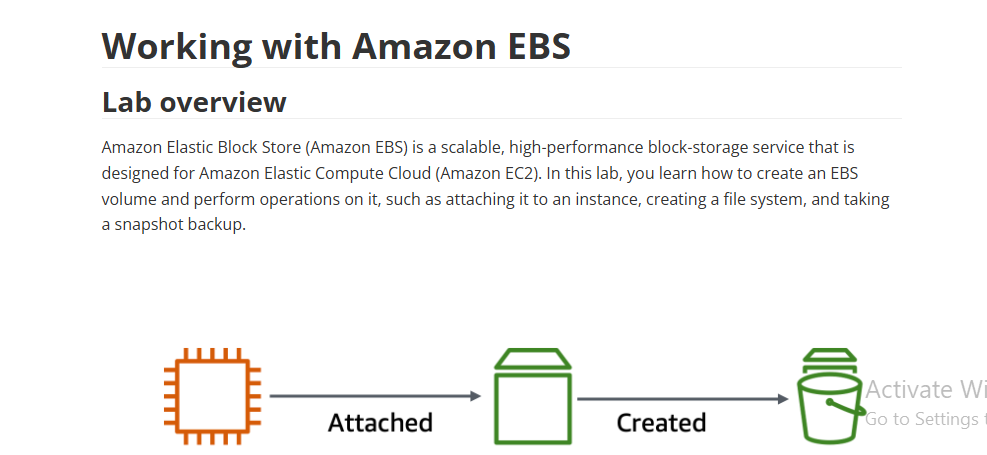 Working with Amazon EBS
Lab overview
Amazon Elastic Block Store (Amazon EBS) is a scalable, high-performance block-storage service that is
designed for Amazon Elastic Compute Cloud (Amazon EC2). In this lab, you learn how to create an EBS
volume and perform operations on it, such as attaching it to an instance, creating a file system, and taking
a snapshot backup.
Attached
Created
Activate Wi
Go to Settings t